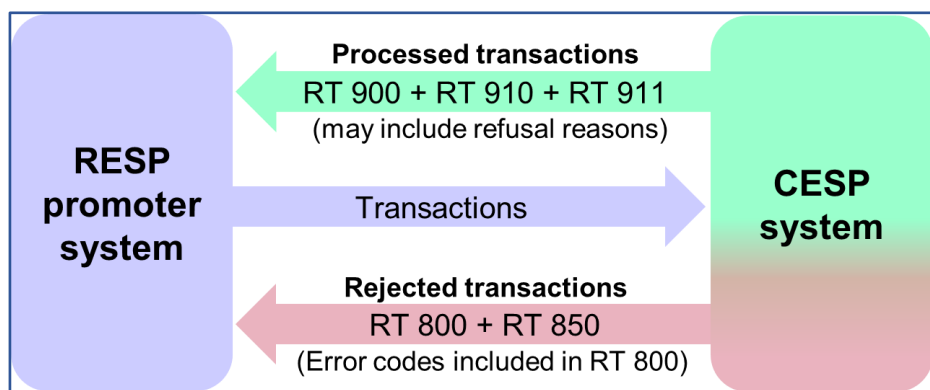 RESP
promoter
system
Processed transactions
RT 900 + RT 910 + RT 911
(may include refusal reasons)
Transactions
Rejected transactions
RT 800 + RT 850
(Error codes included in RT 800)
CESP
system